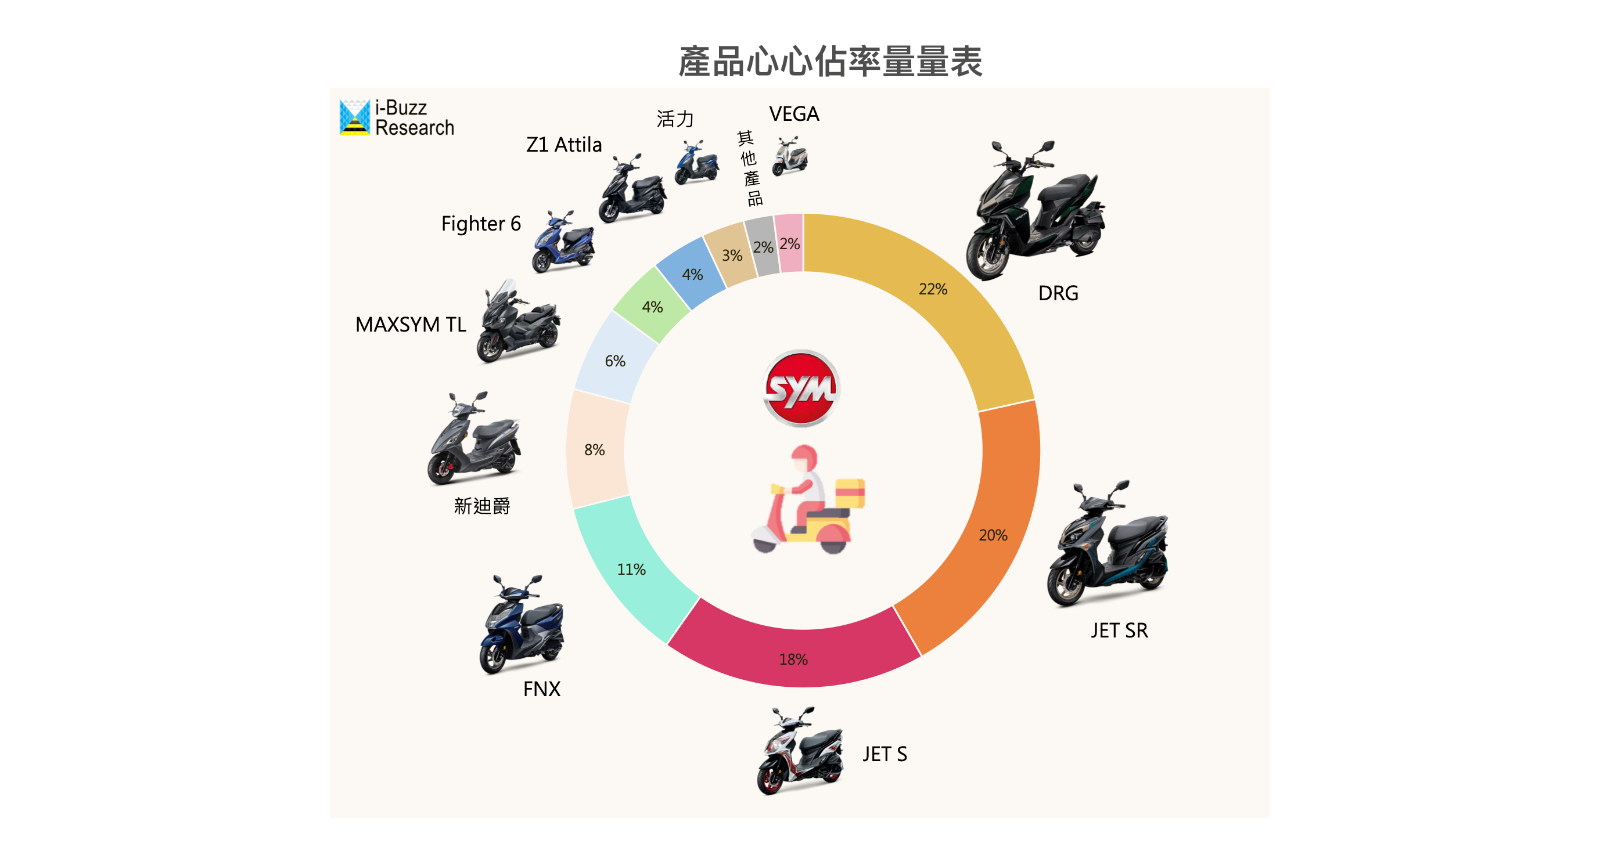 產品心心佔率量量表
i-Buzz
Research
VEGA
活力
其他產品
Z1 Attila
Fighter 6
MAXSYM TL
新迪爵
FNX
JET S
JET SR
DRG
22%
20%
18%
11%
8%
6%
4%
4%
3%
2%
2%
SYM